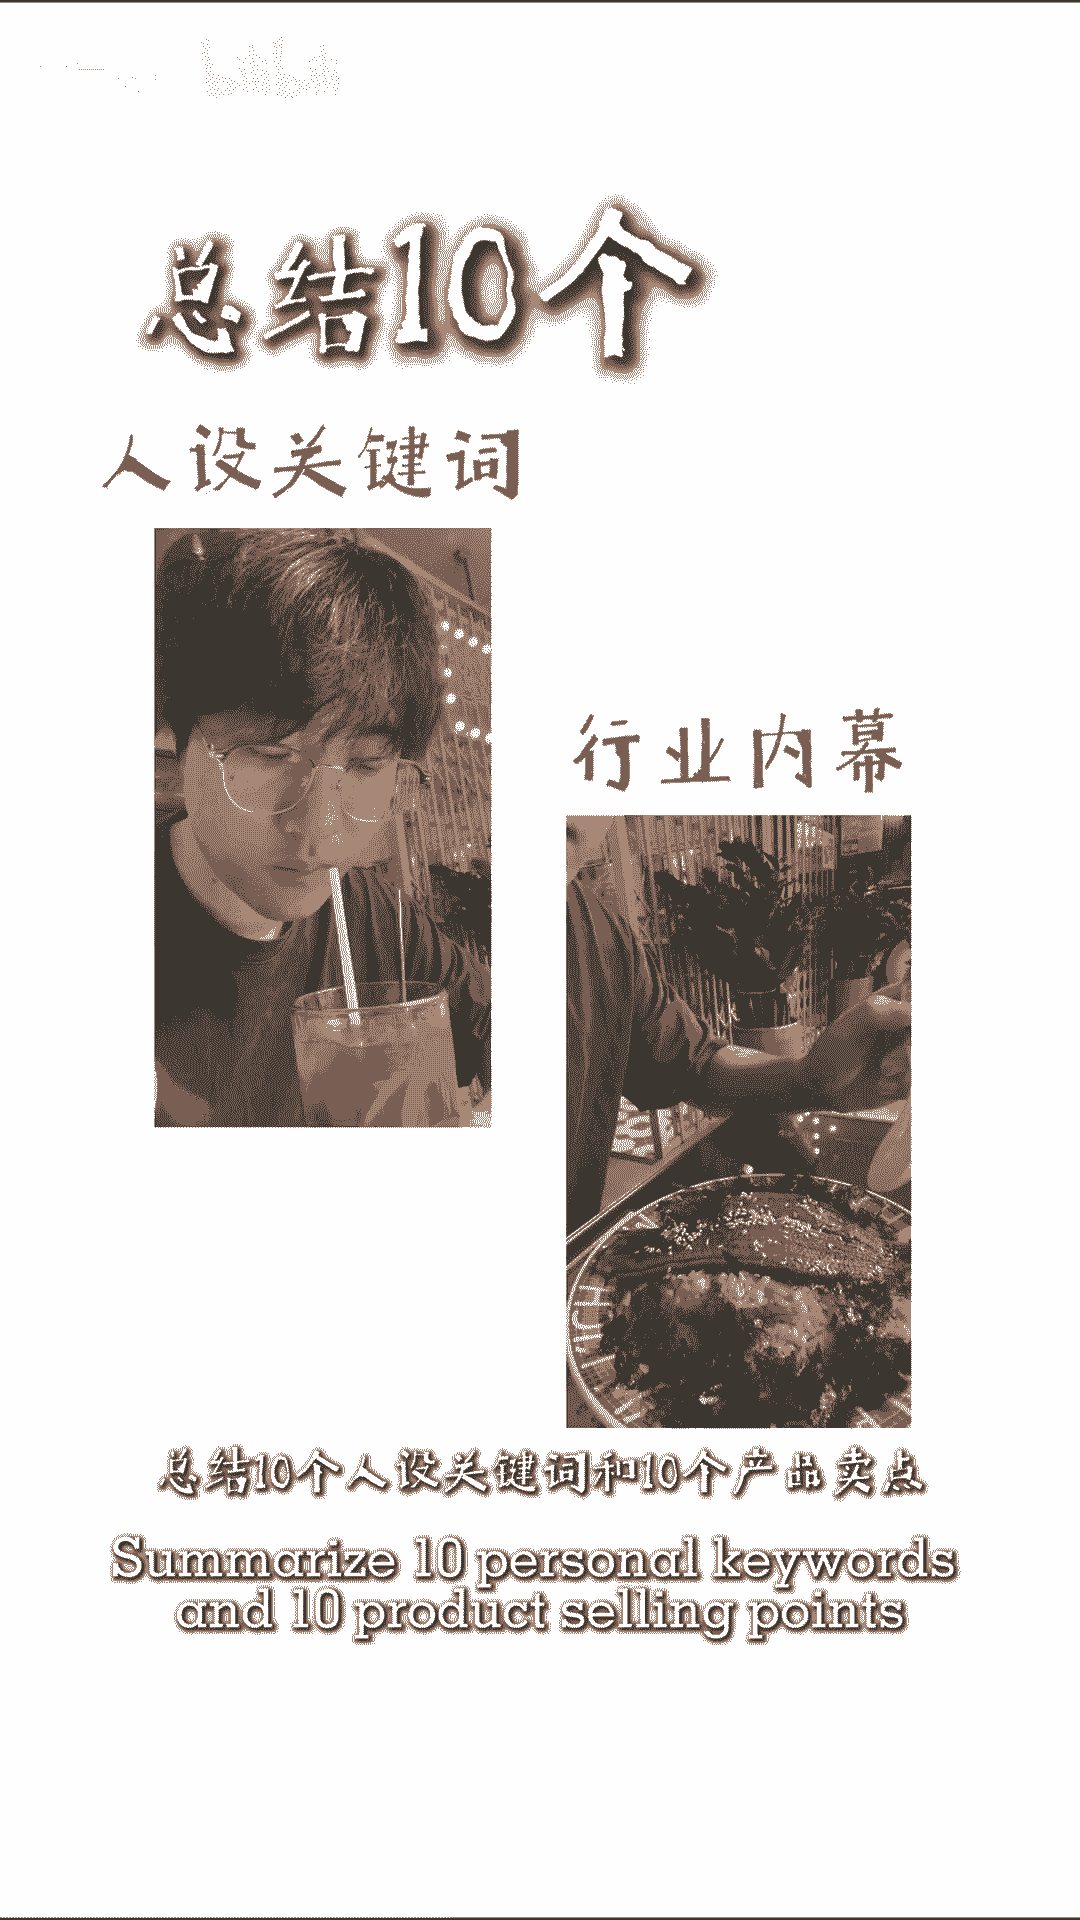 bilibili
总结10个
人设关键词
行业内幕
总结10个人设关键词和10个产品卖点
Summarize 10 personal keywords
and 10 product selling points